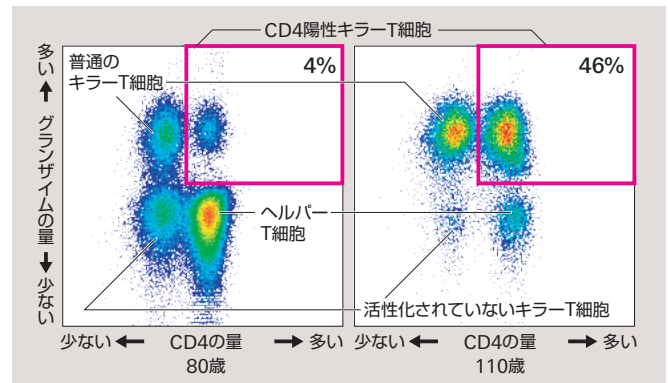 CD4陽性キラーT細胞
多い
グランザイムの量
少ない
普通の
キラーT細胞
4%
46%
ヘルパー
T細胞
活性化されていないキラーT細胞
少ない CD4の量 多い
80歳
少ない CD4の量 多い
110歳